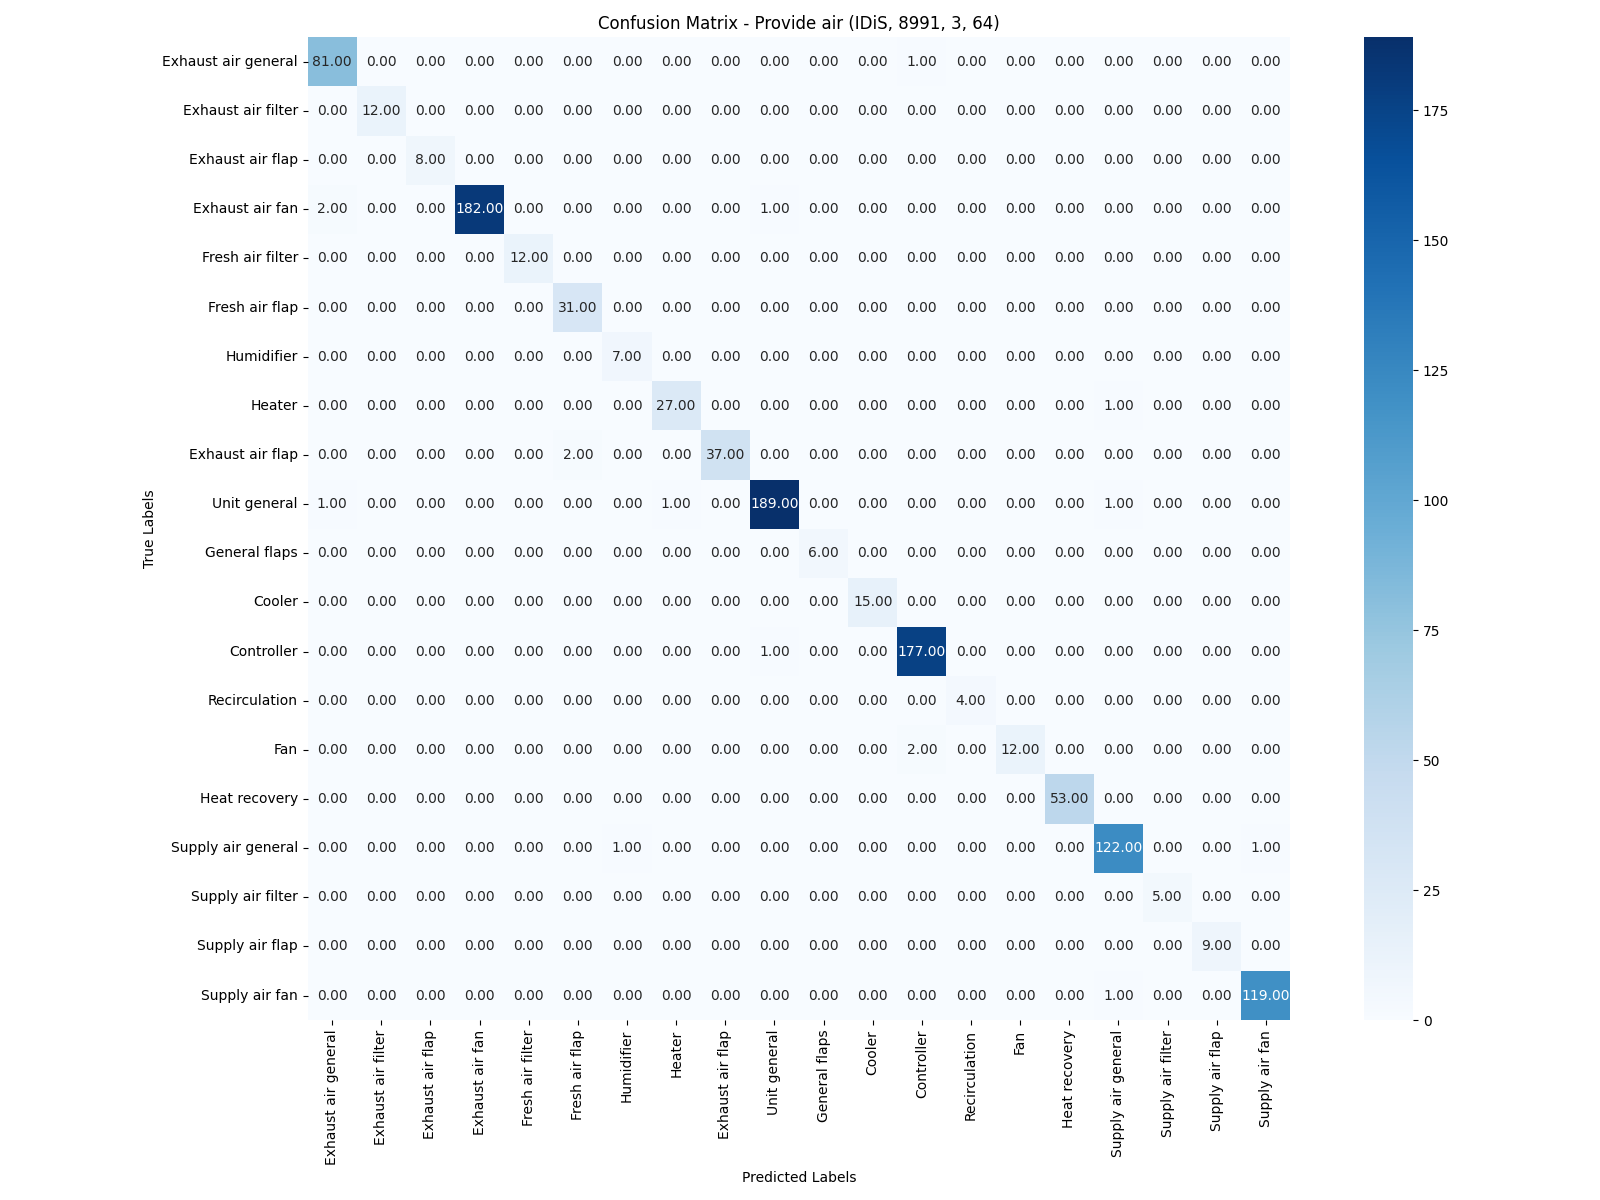 Confusion Matrix - Provide air (IDiS, 8991, 3, 64)
Exhaust air general 81.00 0.00 0.00 0.00 0.00 0.00 0.00 0.00 0.00 0.00 0.00 0.00 1.00 0.00 0.00 0.00 0.00 0.00 0.00 0.00
Exhaust air filter 0.00 12.00 0.00 0.00 0.00 0.00 0.00 0.00 0.00 0.00 0.00 0.00 0.00 0.00 0.00 0.00 0.00 0.00 0.00 0.00
Exhaust air flap 0.00 0.00 8.00 0.00 0.00 0.00 0.00 0.00 0.00 0.00 0.00 0.00 0.00 0.00 0.00 0.00 0.00 0.00 0.00 0.00
Exhaust air fan 2.00 0.00 0.00 182.00 0.00 0.00 0.00 0.00 0.00 1.00 0.00 0.00 0.00 0.00 0.00 0.00 0.00 0.00 0.00 0.00
Fresh air filter 0.00 0.00 0.00 0.00 12.00 0.00 0.00 0.00 0.00 0.00 0.00 0.00 0.00 0.00 0.00 0.00 0.00 0.00 0.00 0.00
Fresh air flap 0.00 0.00 0.00 0.00 0.00 31.00 0.00 0.00 0.00 0.00 0.00 0.00 0.00 0.00 0.00 0.00 0.00 0.00 0.00 0.00
Humidifier 0.00 0.00 0.00 0.00 0.00 0.00 7.00 0.00 0.00 0.00 0.00 0.00 0.00 0.00 0.00 0.00 0.00 0.00 0.00 0.00
Heater 0.00 0.00 0.00 0.00 0.00 0.00 0.00 27.00 0.00 0.00 0.00 0.00 0.00 0.00 0.00 0.00 1.00 0.00 0.00 0.00
Exhaust air flap 0.00 0.00 0.00 0.00 0.00 2.00 0.00 0.00 37.00 0.00 0.00 0.00 0.00 0.00 0.00 0.00 0.00 0.00 0.00 0.00
Unit general 1.00 0.00 0.00 0.00 0.00 0.00 0.00 1.00 0.00 189.00 0.00 0.00 0.00 0.00 0.00 0.00 1.00 0.00 0.00 0.00
General flaps 0.00 0.00 0.00 0.00 0.00 0.00 0.00 0.00 0.00 0.00 6.00 0.00 0.00 0.00 0.00 0.00 0.00 0.00 0.00 0.00
Cooler 0.00 0.00 0.00 0.00 0.00 0.00 0.00 0.00 0.00 0.00 0.00 15.00 0.00 0.00 0.00 0.00 0.00 0.00 0.00 0.00
Controller 0.00 0.00 0.00 0.00 0.00 0.00 0.00 0.00 0.00 1.00 0.00 0.00 177.00 0.00 0.00 0.00 0.00 0.00 0.00 0.00
Recirculation 0.00 0.00 0.00 0.00 0.00 0.00 0.00 0.00 0.00 0.00 0.00 0.00 0.00 4.00 0.00 0.00 0.00 0.00 0.00 0.00
Fan 0.00 0.00 0.00 0.00 0.00 0.00 0.00 0.00 0.00 0.00 0.00 0.00 2.00 0.00 12.00 0.00 0.00 0.00 0.00 0.00
Heat recovery 0.00 0.00 0.00 0.00 0.00 0.00 0.00 0.00 0.00 0.00 0.00 0.00 0.00 0.00 0.00 53.00 0.00 0.00 0.00 0.00
Supply air general 0.00 0.00 0.00 0.00 0.00 0.00 1.00 0.00 0.00 0.00 0.00 0.00 0.00 0.00 0.00 0.00 122.00 0.00 0.00 1.00
Supply air filter 0.00 0.00 0.00 0.00 0.00 0.00 0.00 0.00 0.00 0.00 0.00 0.00 0.00 0.00 0.00 0.00 0.00 5.00 0.00 0.00
Supply air flap 0.00 0.00 0.00 0.00 0.00 0.00 0.00 0.00 0.00 0.00 0.00 0.00 0.00 0.00 0.00 0.00 0.00 0.00 9.00 0.00
Supply air fan 0.00 0.00 0.00 0.00 0.00 0.00 0.00 0.00 0.00 0.00 0.00 0.00 0.00 0.00 0.00 0.00 1.00 0.00 0.00 119.00
True Labels
Exhaust air general
Exhaust air filter
Exhaust air flap
Exhaust air fan
Fresh air filter
Fresh air flap
Humidifier
Heater
Exhaust air flap
Unit general
General flaps
Cooler
Controller
Recirculation
Fan
Heat recovery
Supply air general
Supply air filter
Supply air flap
Supply air fan
Predicted Labels
175
150
125
100
75
50
25
0